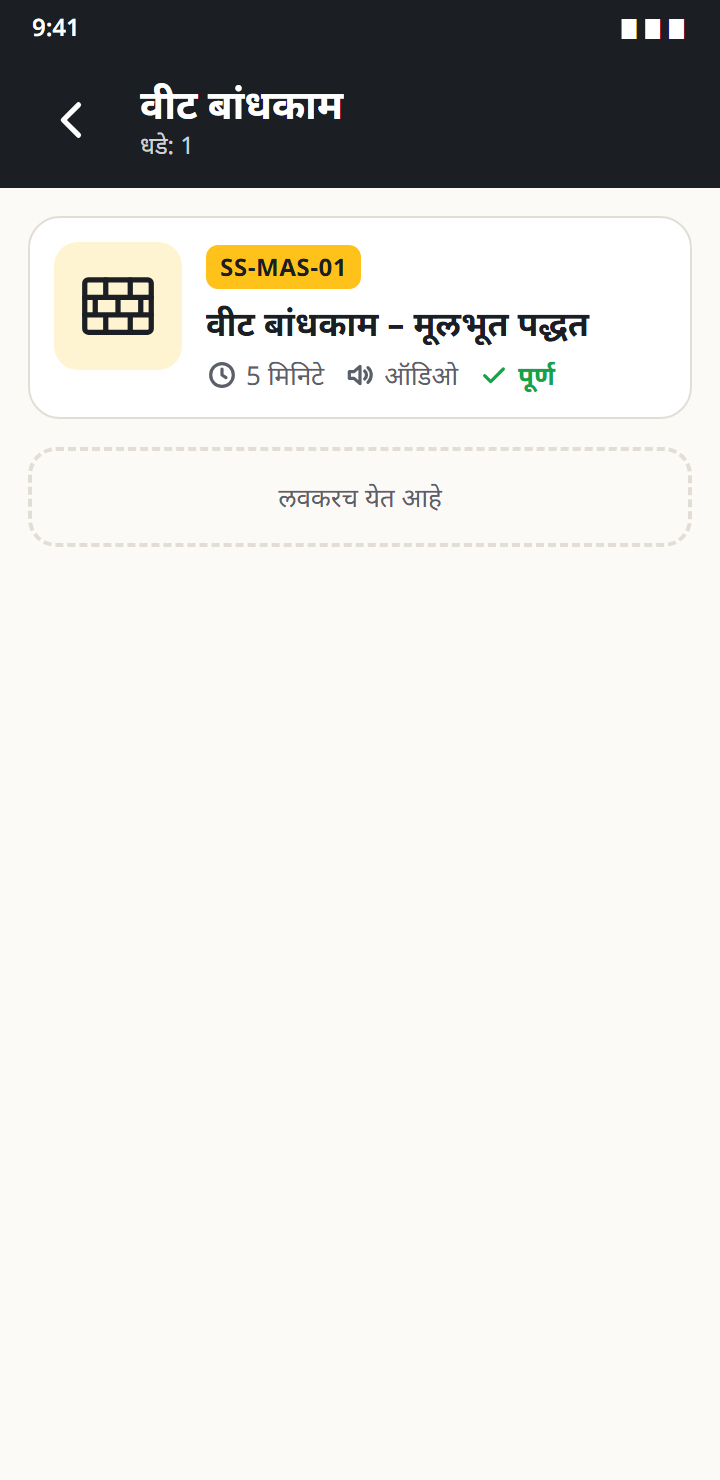 9:41
वीट बांधकाम
धडे: 1
SS-MAS-01
वीट बांधकाम – मूलभूत पद्धत
5 मिनिटे ऑडिओ पूर्ण
लवकरच येत आहे